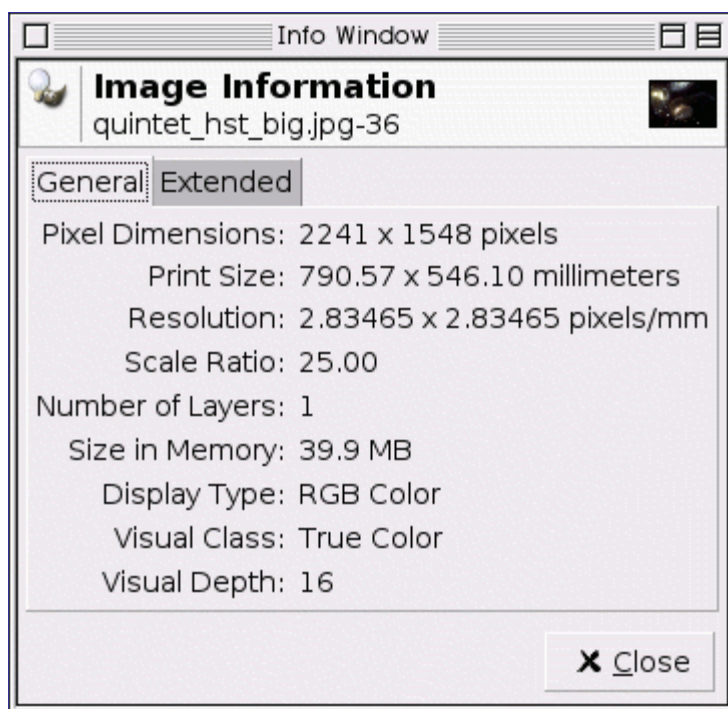 Info Window
Image Information
quintet_hst_big.jpg-36
General Extended
Pixel Dimensions: 2241 x 1548 pixels
Print Size: 790.57 x 546.10 millimeters
Resolution: 2.83465 x 2.83465 pixels/mm
Scale Ratio: 25.00
Number of Layers: 1
Size in Memory: 39.9 MB
Display Type: RGB Color
Visual Class: True Color
Visual Depth: 16
Close